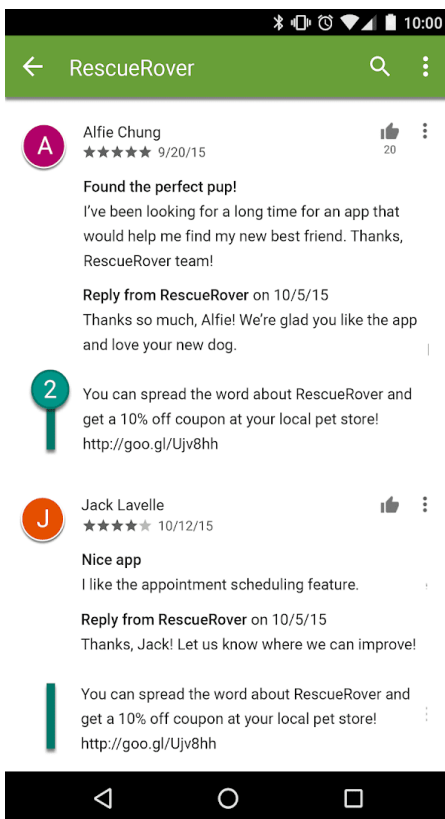 10:00
RescueRover
A
Alfie Chung
9/20/15
20
Found the perfect pup!
I've been looking for a long time for an app that
would help me find my new best friend. Thanks,
RescueRover team!
Reply from RescueRover on 10/5/15
Thanks so much, Alfie! We're glad you like the app
and love your new dog.
2
You can spread the word about RescueRover and
get a 10% off coupon at your local pet store!
http://goo.gl/Ujv8hh
J
Jack Lavelle
10/12/15
Nice app
I like the appointment scheduling feature.
Reply from RescueRover on 10/5/15
Thanks, Jack! Let us know where we can improve!
You can spread the word about RescueRover and
get a 10% off coupon at your local pet store!
http://goo.gl/Ujv8hh